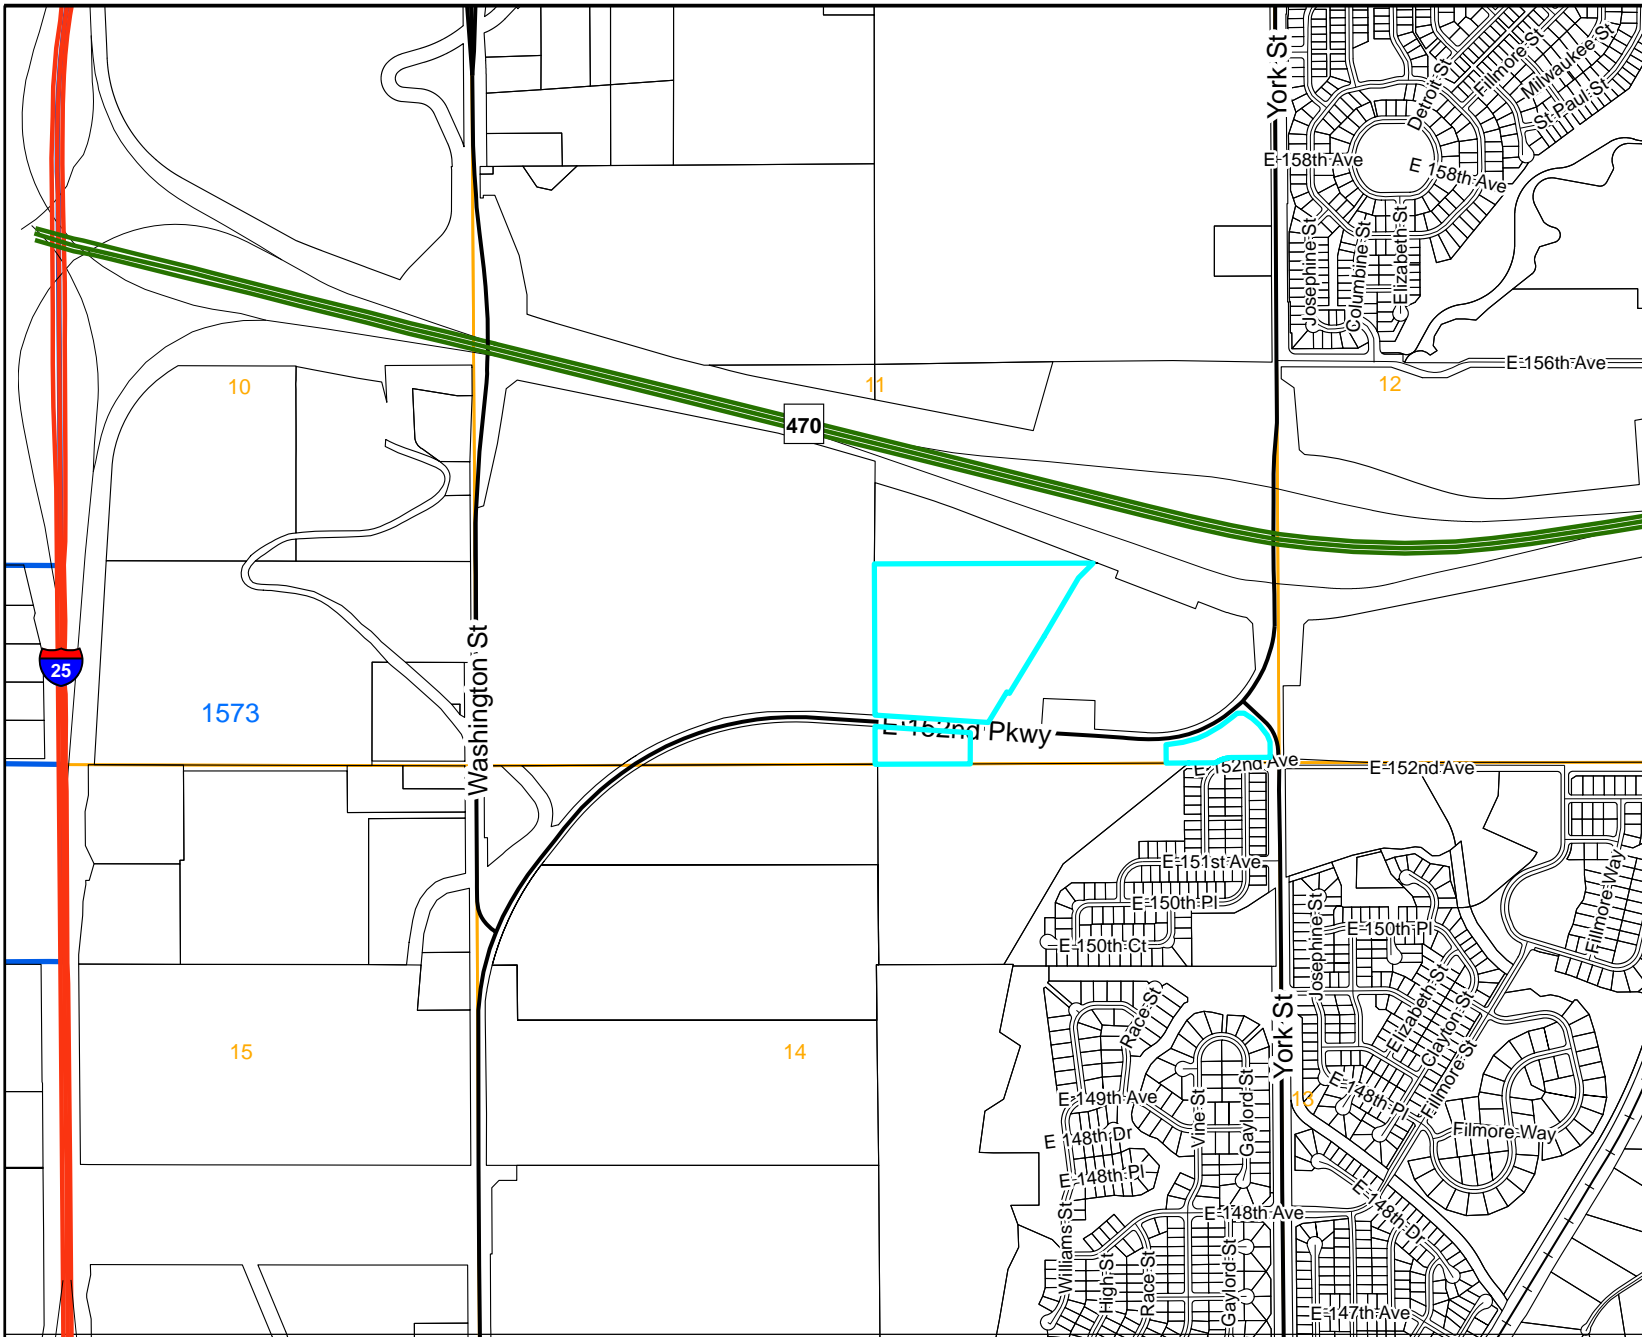 York St
Detroit St
Fillmore St
Milwaukee St
St Paul St
E 158th Ave
E 158th Ave
Josephine St
Columbine St
Elizabeth St
E 156th Ave
10
11
12
470
25
1573
Washington St
E 152nd Pkwy
E 152nd Ave
E 152nd Ave
E 151st Ave
E 150th Pl
E 150th Ct
Josephine St
E 150th Pl
Fillmore Way
Elizabeth St
Clayton St
Fillmore St
York St
Race St
15
14
13
E 149th Ave
E 148th Dr
E 148th Pl
Vine St
Gaylord St
E 148th Pl
Filmore Way
Williams St
E 148th Ave
E 148th Dr
High St
Race St
Gaylord St
E 147th Ave